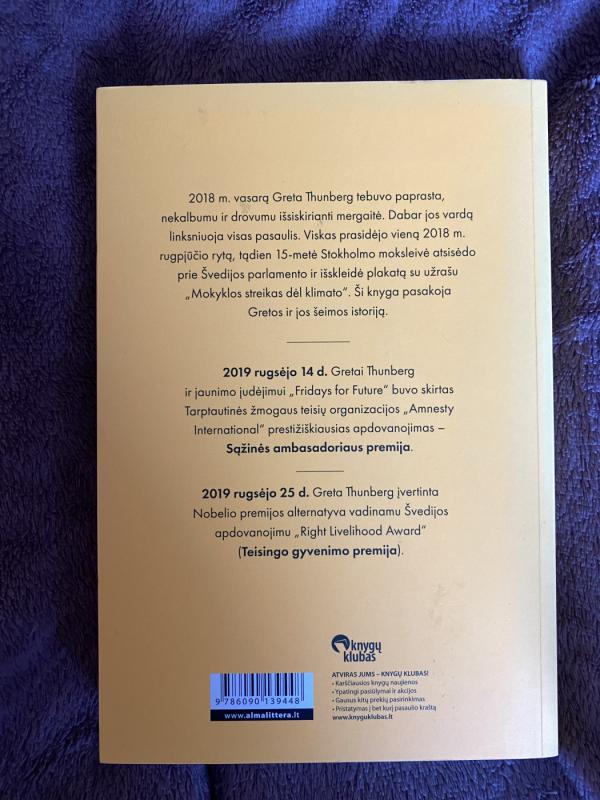 2018 m. vasarą Greta Thunberg tebuvo paprasta,
nekalbumu ir drovumu išsiskirianti mergaitė. Dabar jos vardą
linksniuoja visas pasaulis. Viskas prasidėjo vieną 2018 m.
rugpjūčio rytą, tądien 15-metė Stokholmo moksleivė atsisėdo
prie Švedijos parlamento ir išskleidė plakatą su užrašu
„Mokyklos streikas dėl klimato“. Ši knyga pasakoja
Gretos ir jos šeimos istoriją.
2019 rugsėjo 14 d. Gretai Thunberg
ir jaunimo judėjimui „Fridays for Future“ buvo skirtas
Tarptautinės žmogaus teisių organizacijos „Amnesty
International“ prestižiškiausias apdovanojimas –
Sąžinės ambasadoriaus premija.
2019 rugsėjo 25 d. Greta Thunberg įvertinta
Nobelio premijos alternatyva vadinamu Švedijos
apdovanojimu „Right Livelihood Award“
(Teisingo gyvenimo premija).
knygų
klubas
ATVIRAS JUMS – KNYGŲ KLUBAS!
• Karščiausios knygų naujienos
• Ypatingi pasiūlymai ir akcijos
• Gausus kitų prekių pasirinkimas
• Pristatymas į bet kurį pasaulio kraštą
www.knyguklubas.lt
9 786090 139448
www.almalittera.lt